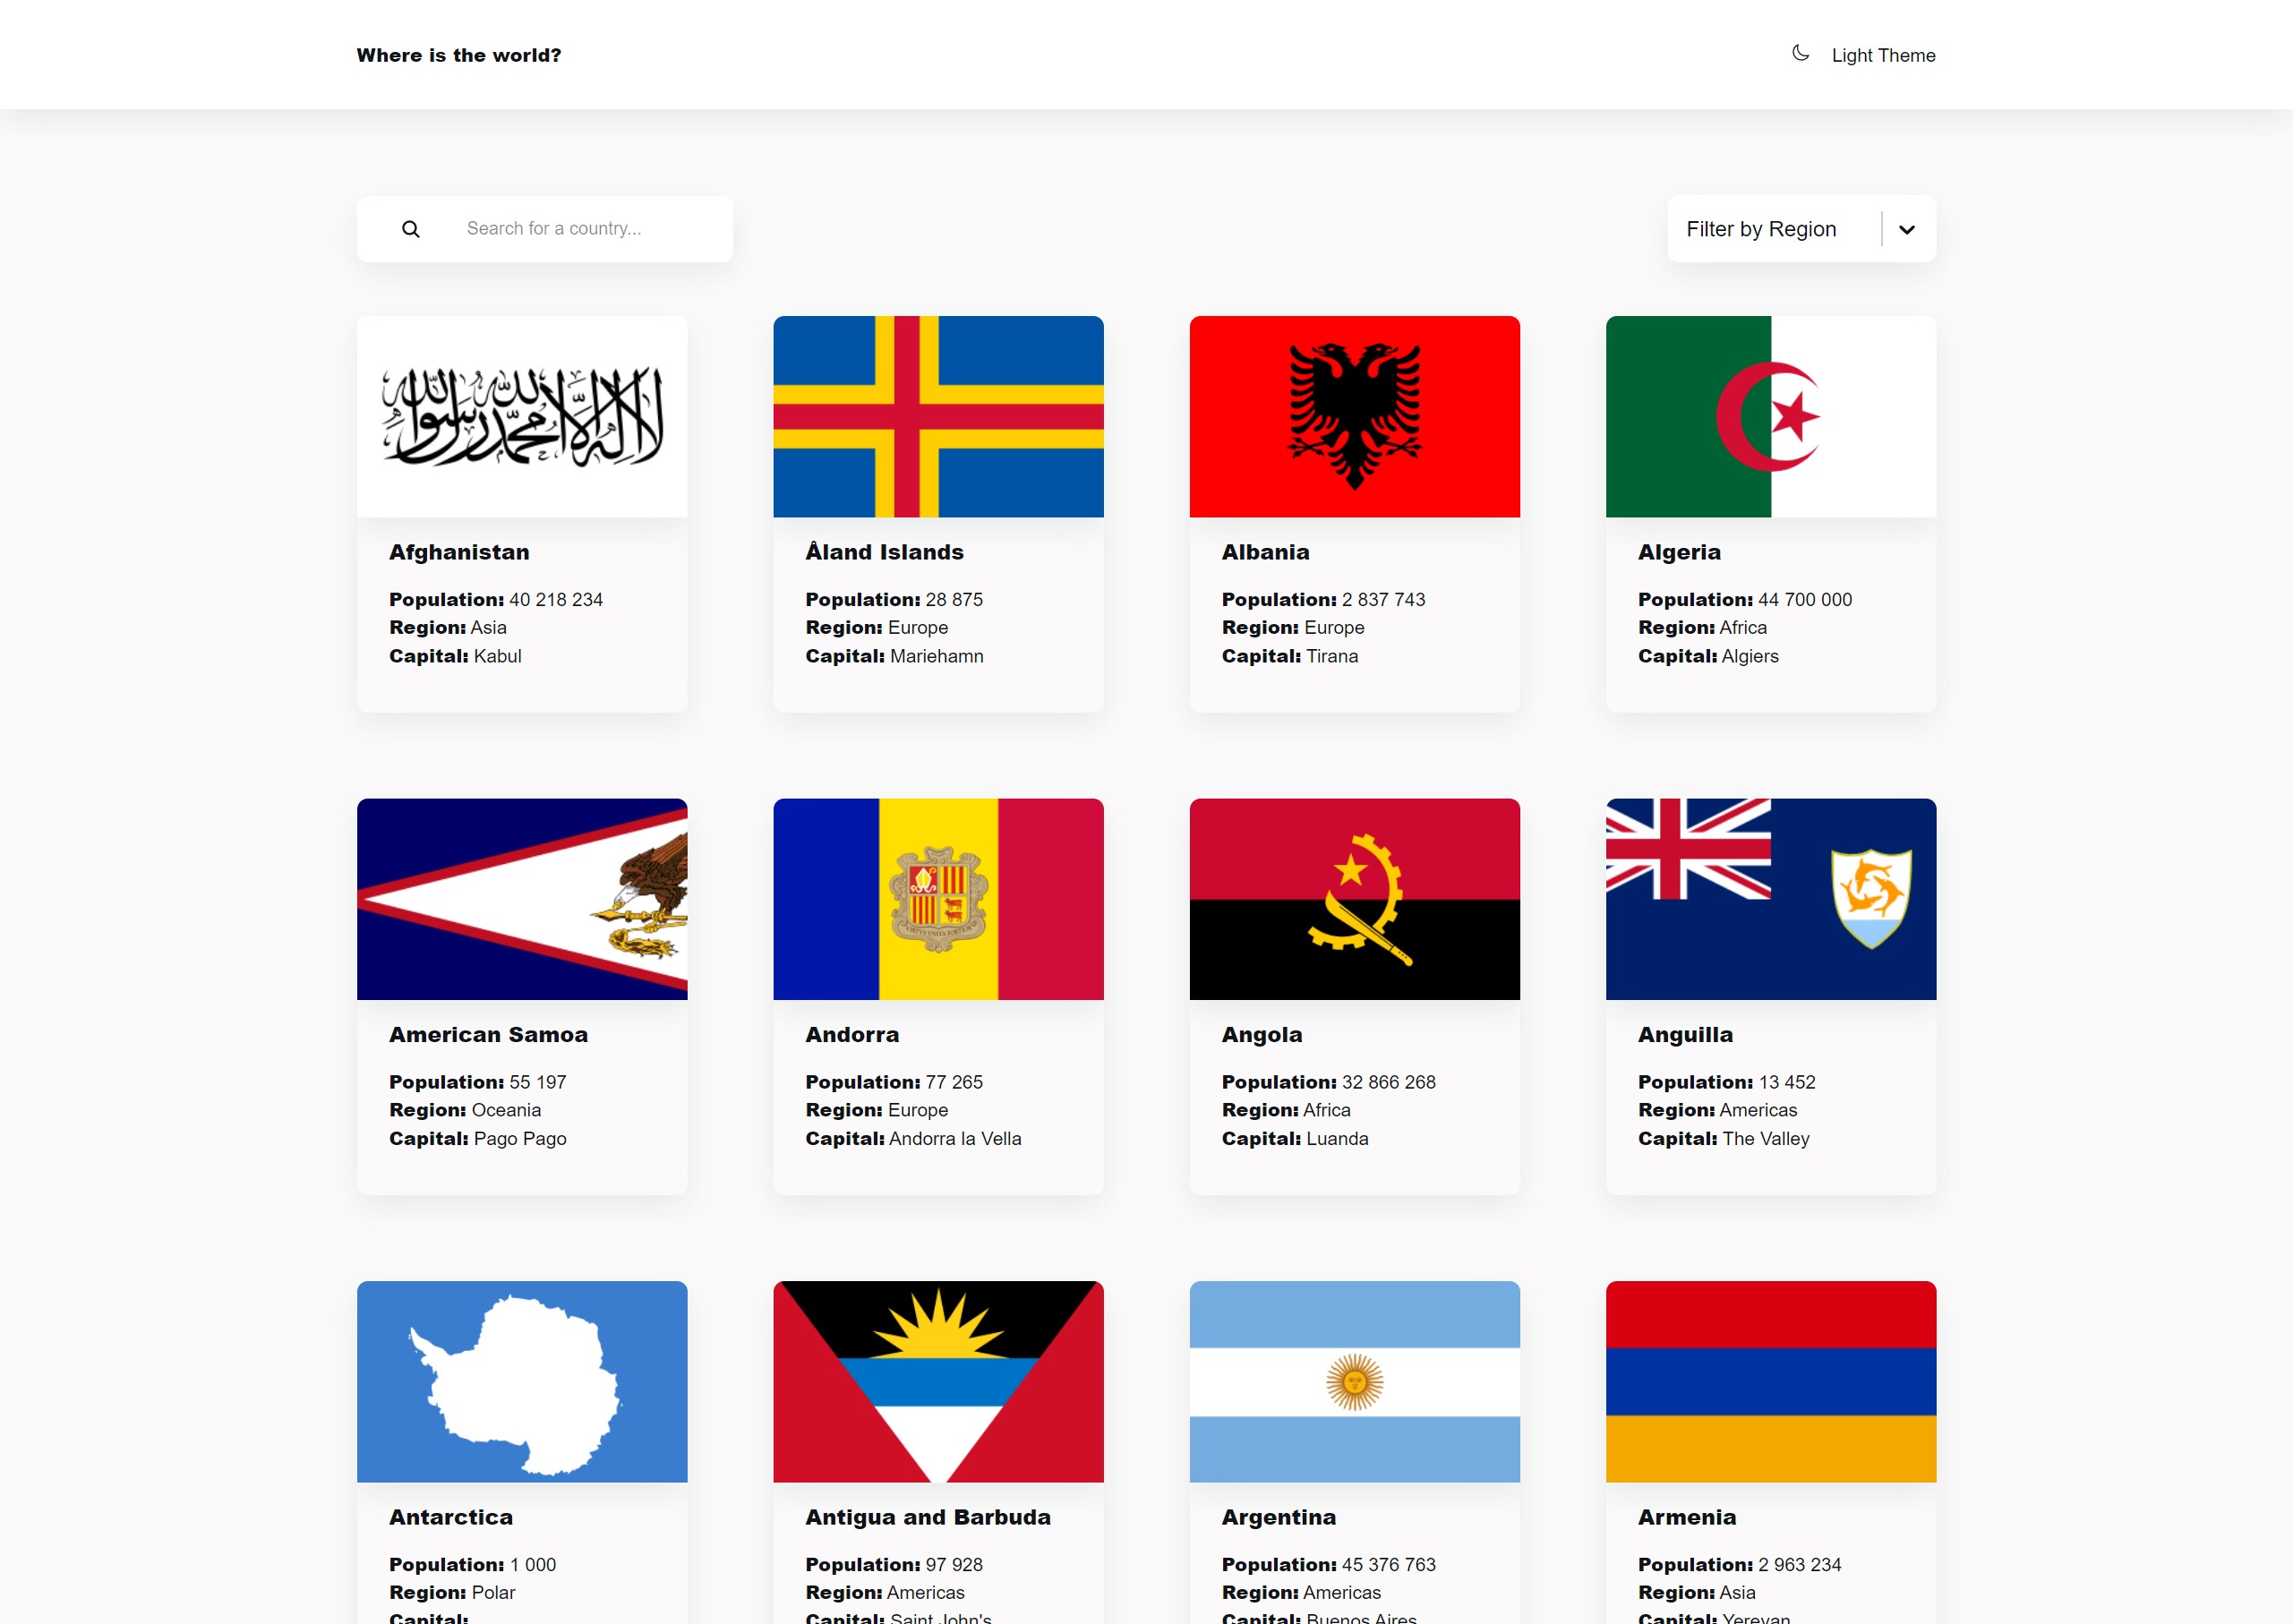 Where is the world?
Light Theme
Search for a country...
Filter by Region
لا إله إلا الله محمد رسول الله
Afghanistan
Population: 40 218 234
Region: Asia
Capital: Kabul
Åland Islands
Population: 28 875
Region: Europe
Capital: Mariehamn
Albania
Population: 2 837 743
Region: Europe
Capital: Tirana
Algeria
Population: 44 700 000
Region: Africa
Capital: Algiers
American Samoa
Population: 55 197
Region: Oceania
Capital: Pago Pago
Andorra
Population: 77 265
Region: Europe
Capital: Andorra la Vella
Angola
Population: 32 866 268
Region: Africa
Capital: Luanda
Anguilla
Population: 13 452
Region: Americas
Capital: The Valley
Antarctica
Population: 1 000
Region: Polar
Capital:
Antigua and Barbuda
Population: 97 928
Region: Americas
Capital: Saint John's
Argentina
Population: 45 376 763
Region: Americas
Capital: Buenos Aires
Armenia
Population: 2 963 234
Region: Asia
Capital: Yerevan